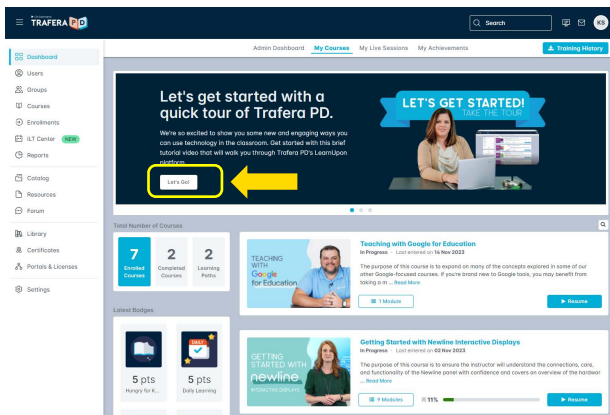 TRAFERA PD
Search
KS
Dashboard
Users
Groups
Courses
Enrollments
ILT Center NEW
Reports
Catalog
Resources
Forum
Library
Certificates
Portals & Licenses
Settings
Admin Dashboard My Courses My Live Sessions My Achievements
Training History
Let's get started with a
quick tour of Trafera PD.
We're so excited to show you some new and engaging ways you
can use technology in the classroom. Get started with this brief
tutorial video that will walk you through Trafera PD's LearnUpon
platform.
Let's Go!
LET'S GET STARTED!
TAKE THE TOUR
Total Number of Courses
7
Enrolled
Courses
2
Completed
Courses
2
Learning
Paths
Latest Badges
5 pts
Hungry for K...
DAILY
5 pts
Daily Learning
TEACHING
WITH
Google
for Education
Teaching with Google for Education
In Progress - Last entered on 14 Nov 2023
The purpose of this course is to expand on many of the concepts explored in some of our
other Google-focused courses. If you're brand new to Google tools, you may benefit from
taking a m ... Read More
1 Module
Resume
GETTING
STARTED WITH
newline
INTERACTIVE DISPLAYS
Getting Started with Newline Interactive Displays
In Progress - Last entered on 02 Nov 2023
The purpose of this course is to ensure the instructor will understand the connections, care,
and functionality of the Newline panel with confidence and covers an overview of the hardwar
... Read More
9 Modules
11%
Resume